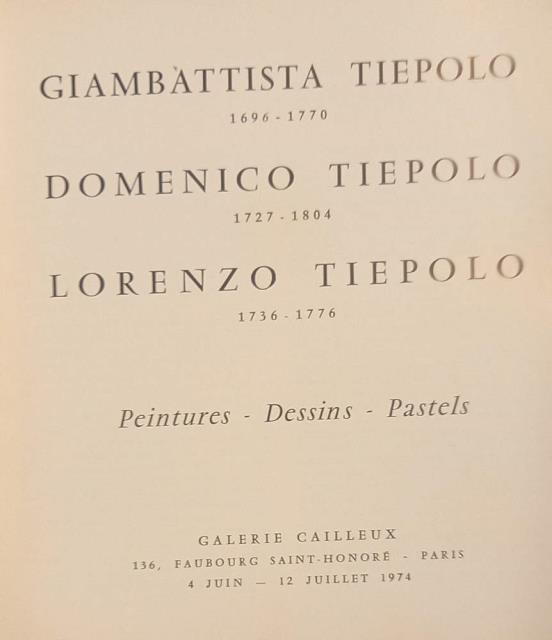 GIAMBATTISTA TIEPOLO
1696 - 1770
DOMENICO TIEPOLO
1727 - 1804
LORENZO TIEPOLO
1736 - 1776
Peintures - Dessins - Pastels
GALERIE CAILLEUX
136, FAUBOURG SAINT-HONORÉ - PARIS
4 JUIN — 12 JUILLET 1974